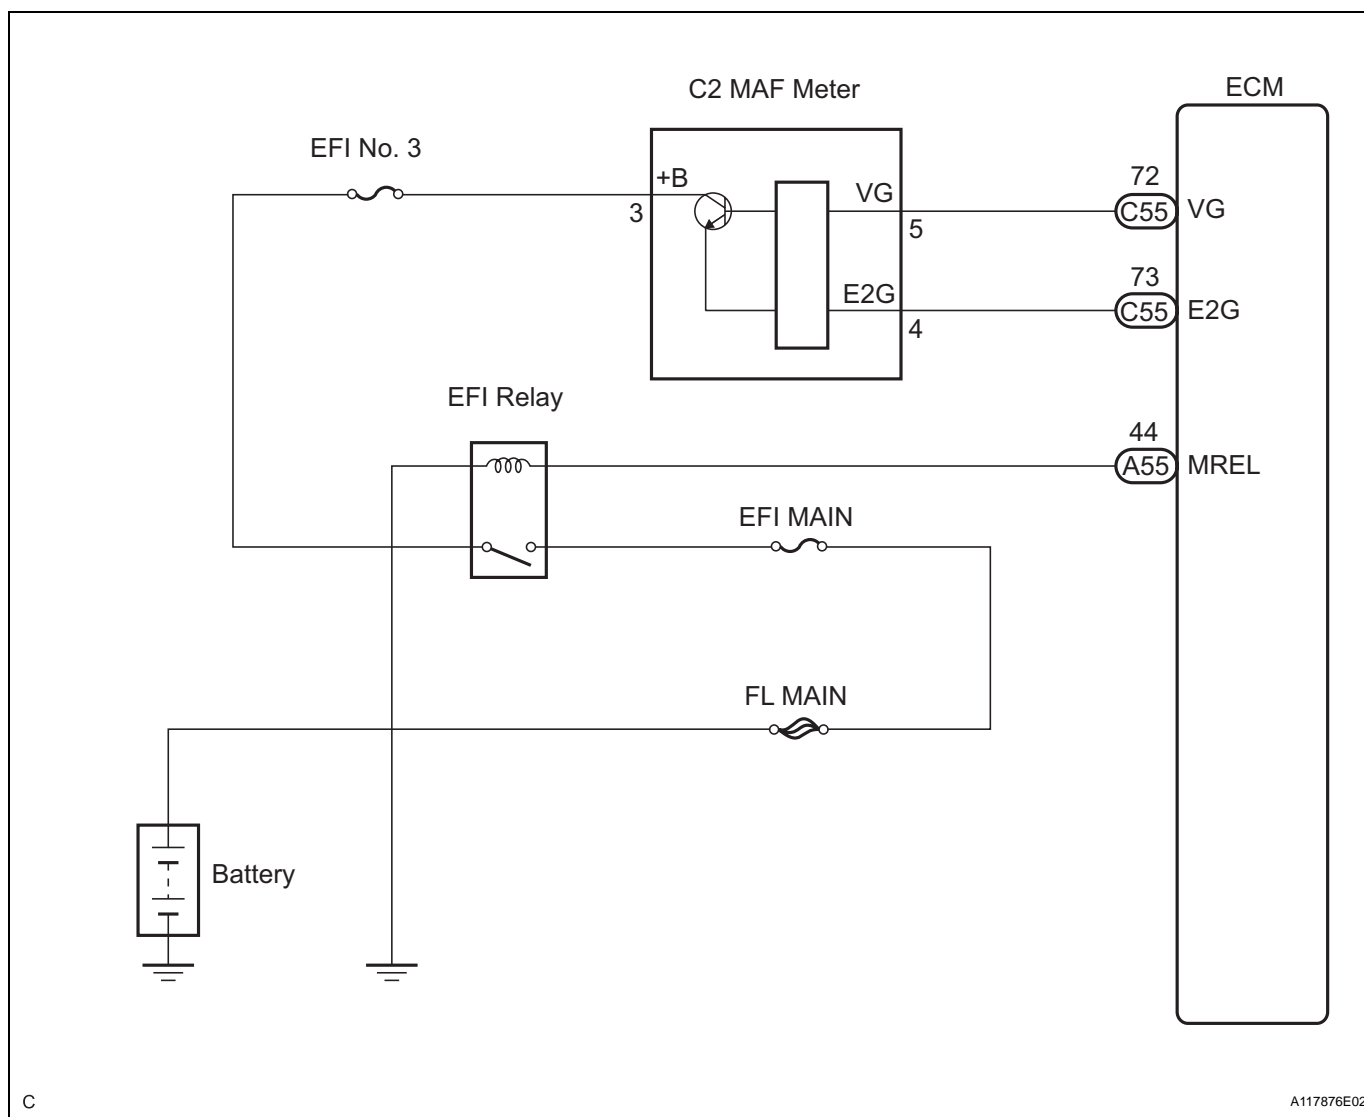 C2 MAF Meter
ECM
EFI No. 3
+B
3
VG
5
72
C55
VG
E2G
4
73
C55
E2G
EFI Relay
44
A55
MREL
EFI MAIN
FL MAIN
Battery
C
A117876E02